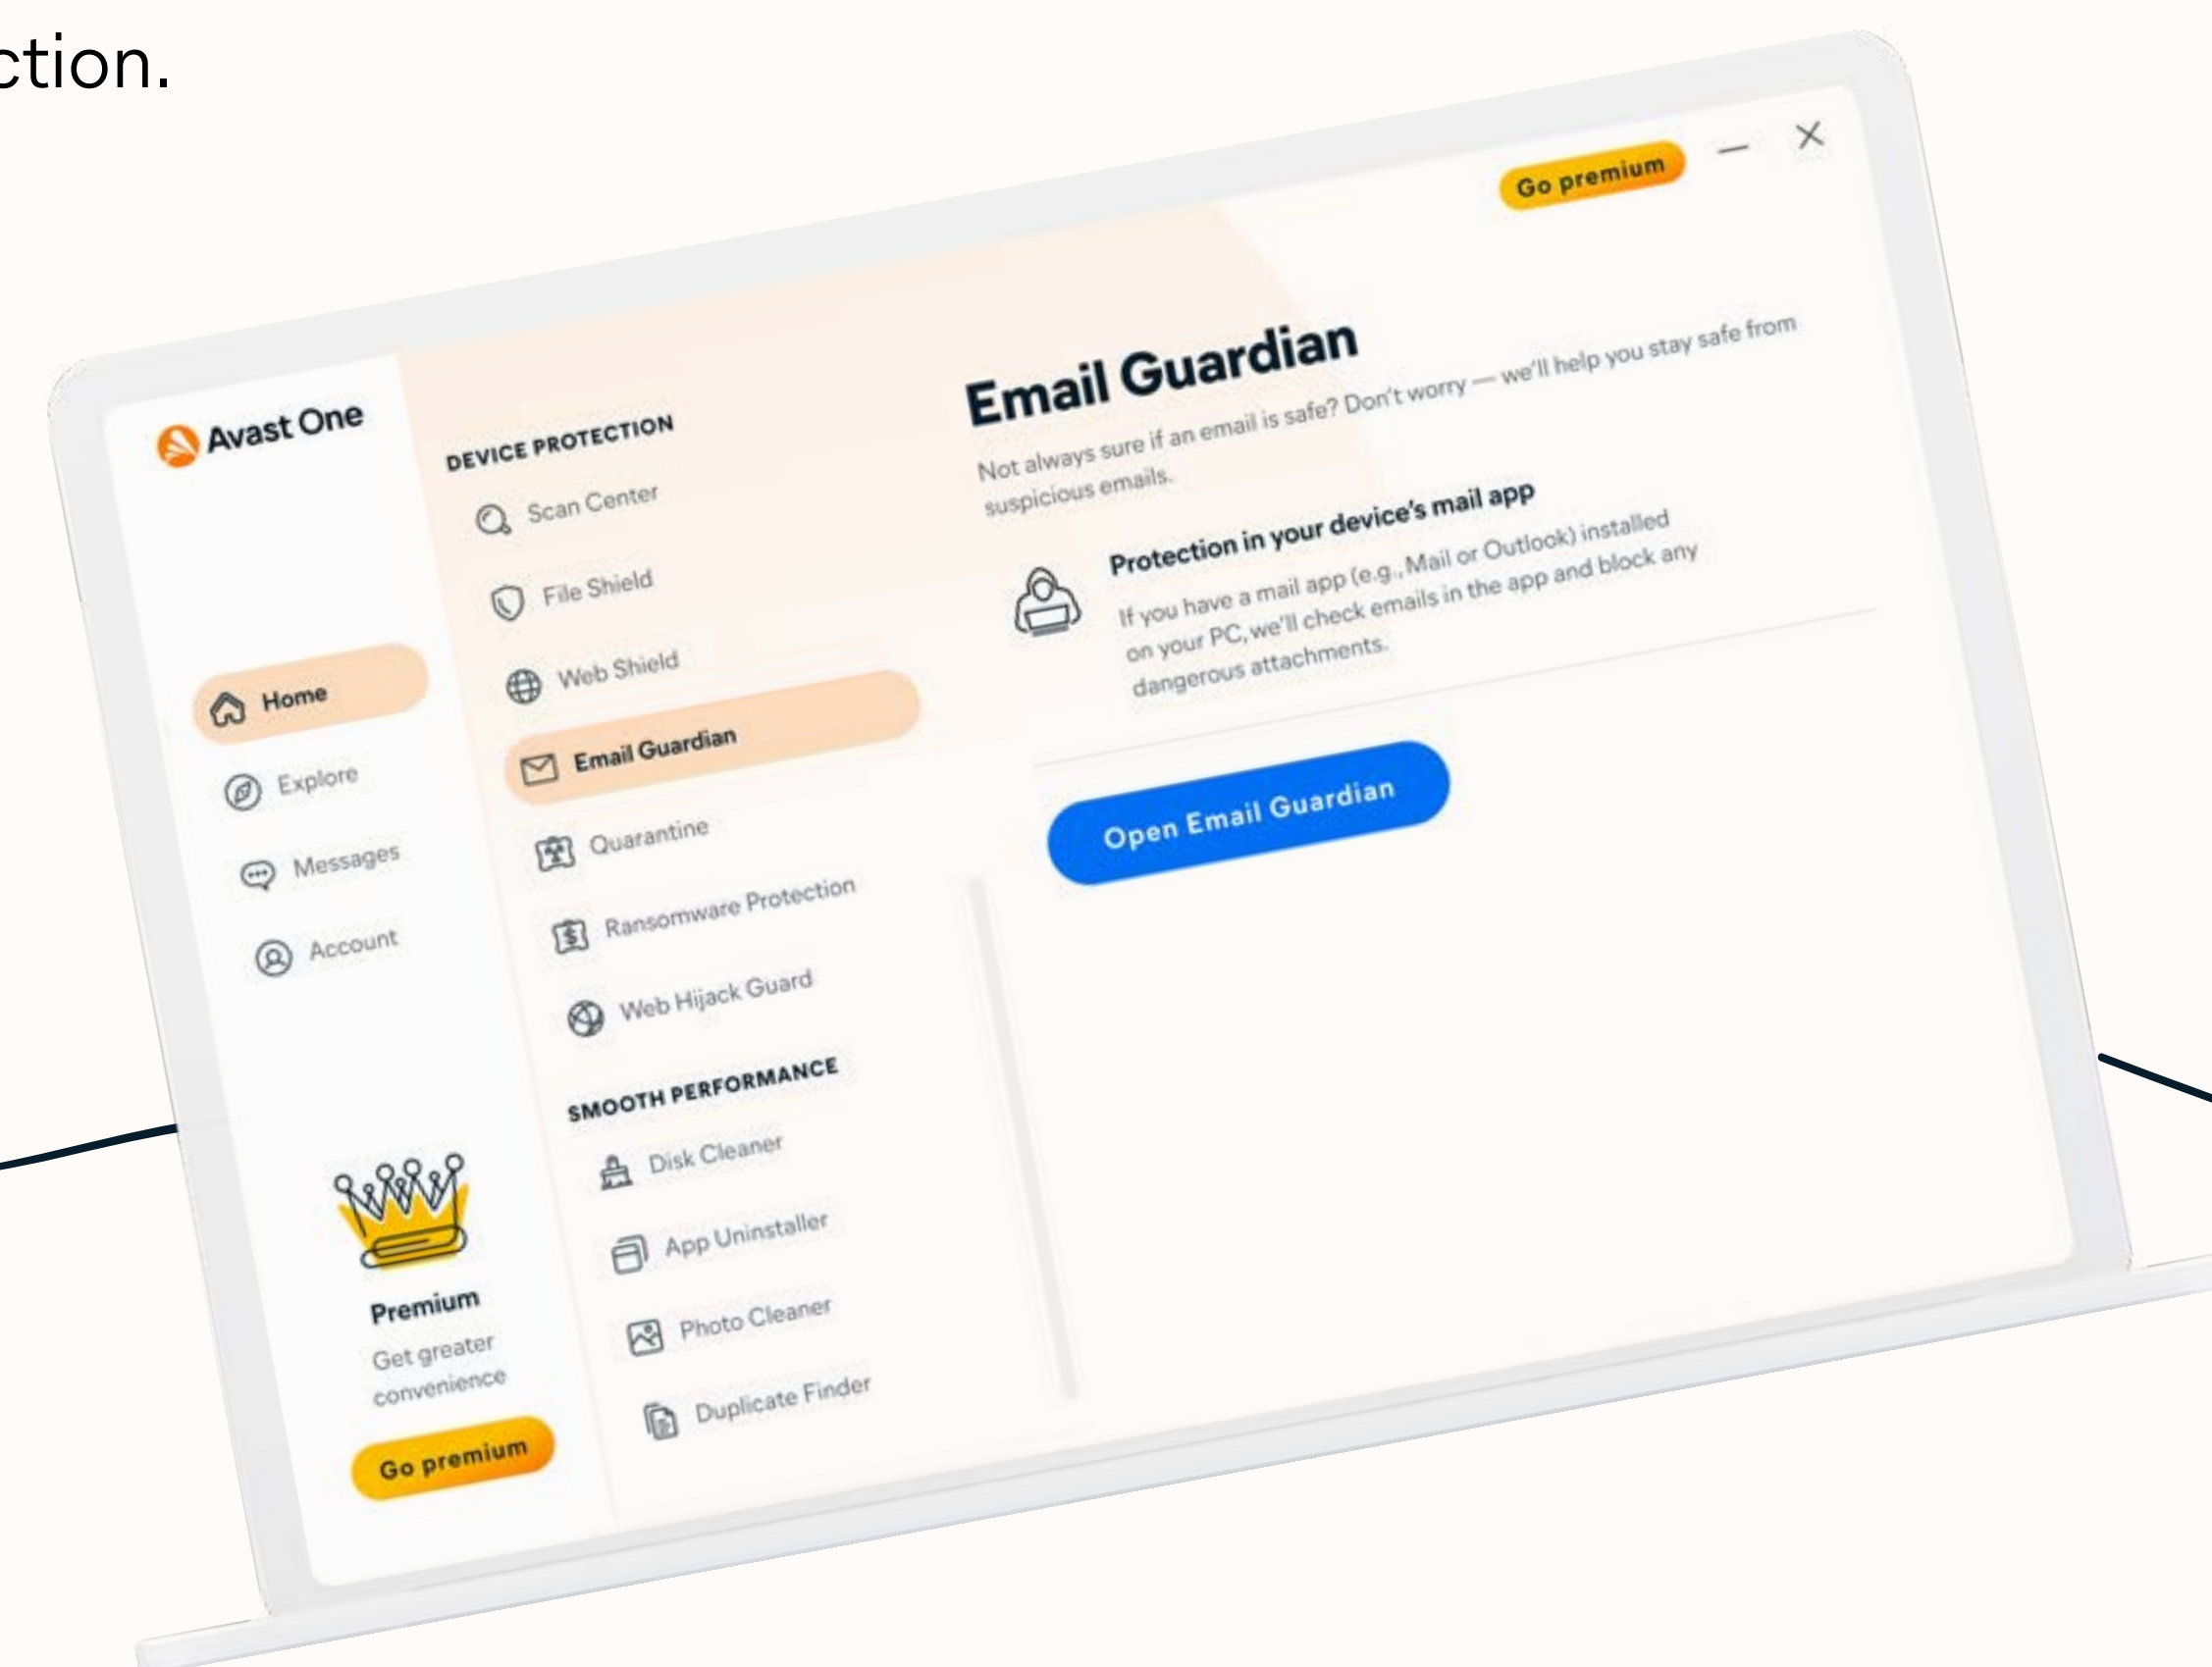 ction.
Go premium
Avast One
Home
Explore
Messages
Account
Premium
Get greater
convenience
Go premium
DEVICE PROTECTION
Scan Center
File Shield
Web Shield
Email Guardian
Quarantine
Ransomware Protection
Web Hijack Guard
SMOOTH PERFORMANCE
Disk Cleaner
App Uninstaller
Photo Cleaner
Duplicate Finder
Email Guardian
Not always sure if an email is safe? Don't worry — we'll help you stay safe from
suspicious emails.
Protection in your device's mail app
If you have a mail app (e.g., Mail or Outlook) installed
on your PC, we'll check emails in the app and block any
dangerous attachments.
Open Email Guardian